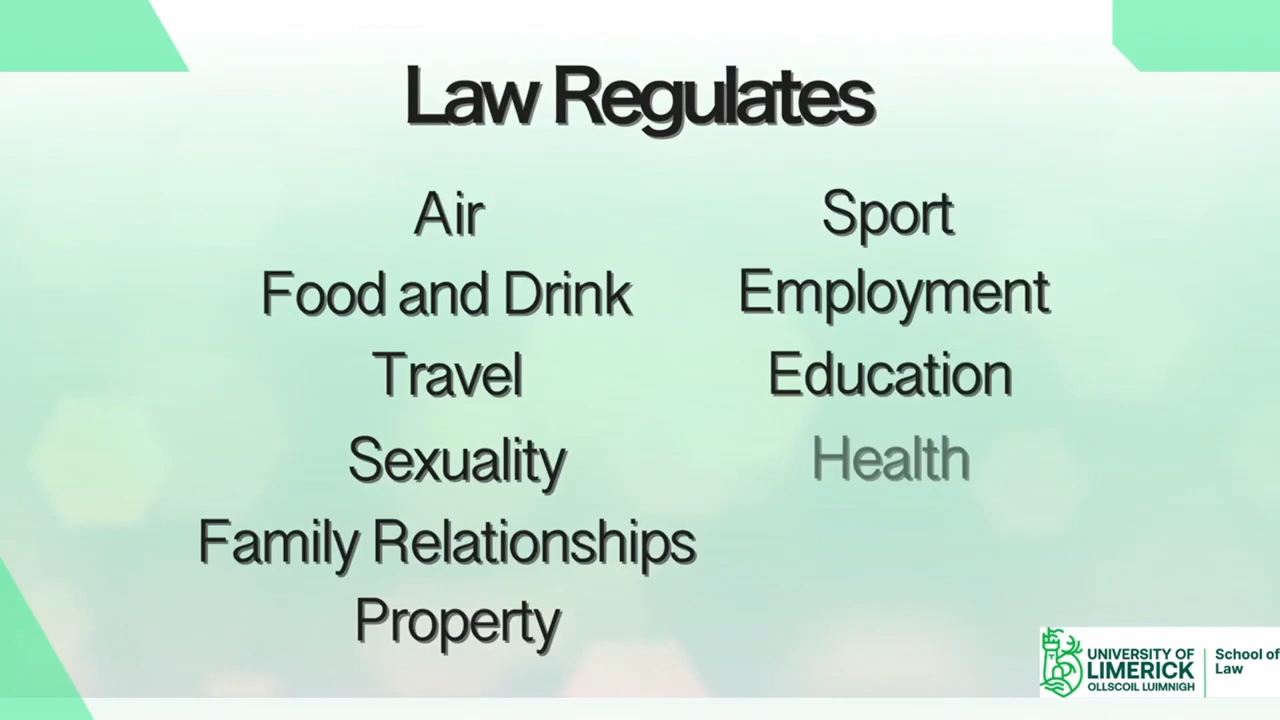 Law Regulates
Air
Food and Drink
Travel
Sexuality
Family Relationships
Property
Sport
Employment
Education
Health
UNIVERSITY OF
LIMERICK
OLLSCOIL LUIMNIGH
School of
Law